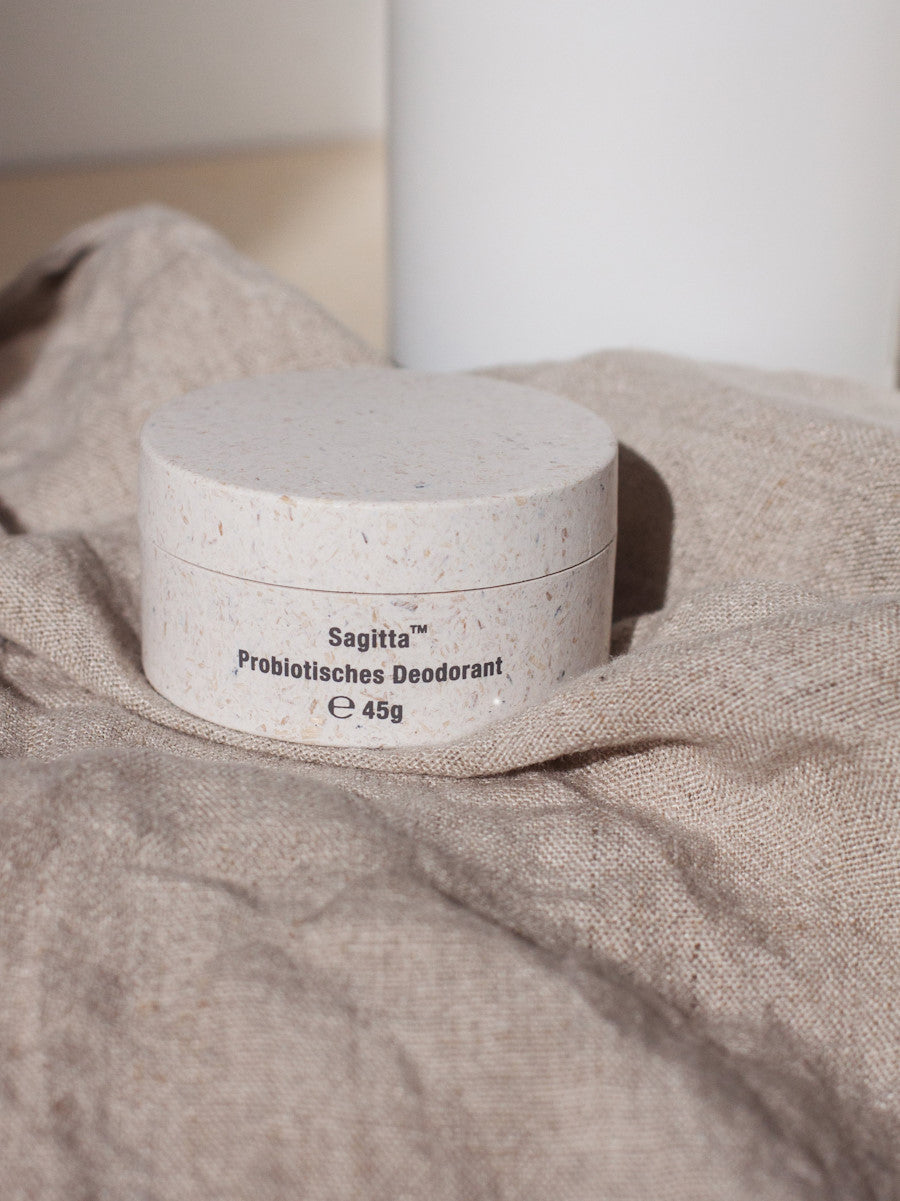 Sagitta™
Probiotisches Deodorant
℮ 45g